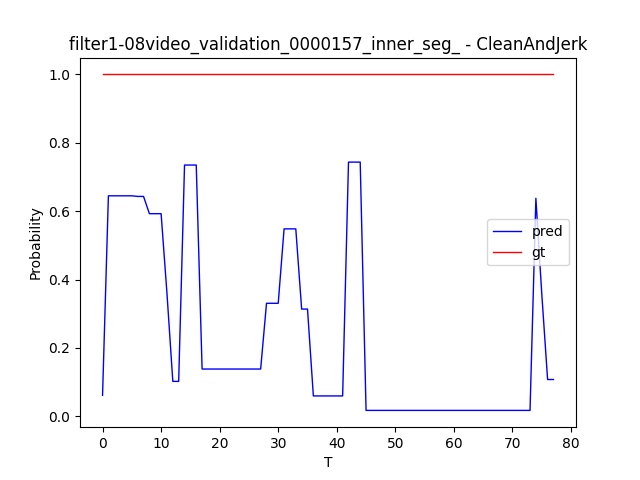 filter1-08video_validation_0000157_inner_seg_ - CleanAndJerk
1.0
0.8
0.6
0.4
0.2
0.0
Probability
pred
gt
0 10 20 30 40 50 60 70 80
T